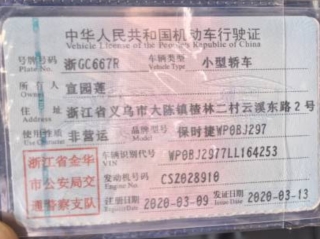 中华人民共和国机动车行驶证
Vehicle License of the People's Republic of China
号牌号码 浙GC667R 车辆类型 小型轿车
Plate No. Vehicle Type
所有人 宣园莲
Owner
住址 浙江省义乌市大陈镇楂林二村云溪东路2号
Address
使用性质 非营运 品牌型号 保时捷WP0BJ297
Model
浙江省金华 车辆识别代号 WP0BJ2977LL164253
VIN
市公安局交 发动机号码 CSZ028910
Engine No.
通警察支队 注册日期 2020-03-09 发证日期 2020-03-13
Register Date Issue Date